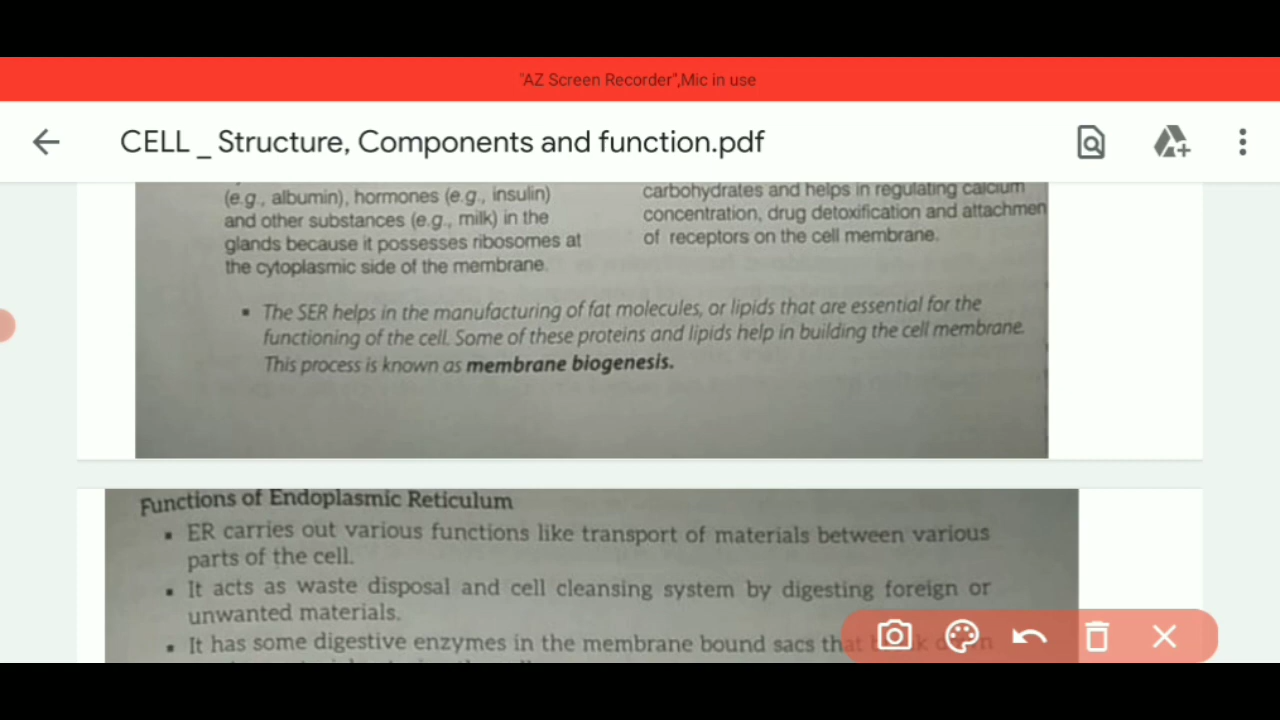 "AZ Screen Recorder",Mic in use
CELL _ Structure, Components and function.pdf
(e.g., albumin), hormones (e.g., insulin)
and other substances (e.g., milk) in the
glands because it possesses ribosomes at
the cytoplasmic side of the membrane.
carbohydrates and helps in regulating calcium
concentration, drug detoxification and attachmen
of receptors on the cell membrane.
▪ The SER helps in the manufacturing of fat molecules, or lipids that are essential for the
functioning of the cell. Some of these proteins and lipids help in building the cell membrane.
This process is known as membrane biogenesis.
Functions of Endoplasmic Reticulum
▪ ER carries out various functions like transport of materials between various
parts of the cell.
▪ It acts as waste disposal and cell cleansing system by digesting foreign or
unwanted materials.
▪ It has some digestive enzymes in the membrane bound sacs that